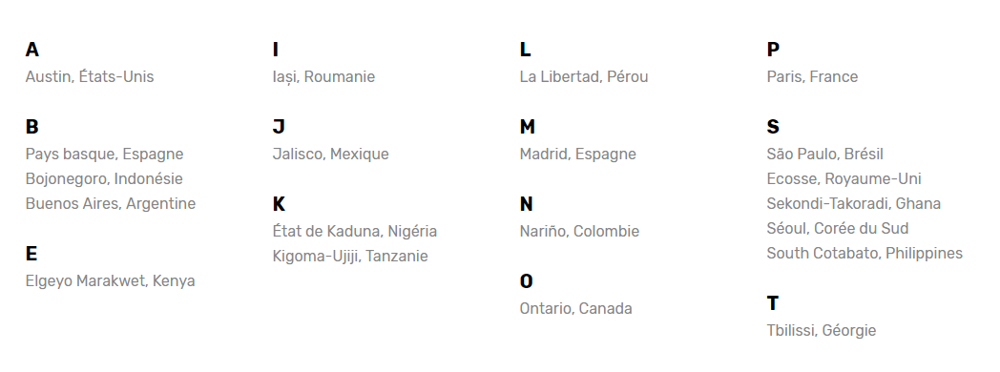 A
Austin, États-Unis
B
Pays basque, Espagne
Bojonegoro, Indonésie
Buenos Aires, Argentine
E
Elgeyo Marakwet, Kenya
I
Iași, Roumanie
J
Jalisco, Mexique
K
État de Kaduna, Nigéria
Kigoma-Ujiji, Tanzanie
L
La Libertad, Pérou
M
Madrid, Espagne
N
Nariño, Colombie
O
Ontario, Canada
P
Paris, France
S
São Paulo, Brésil
Ecosse, Royaume-Uni
Sekondi-Takoradi, Ghana
Séoul, Corée du Sud
South Cotabato, Philippines
T
Tbilissi, Géorgie